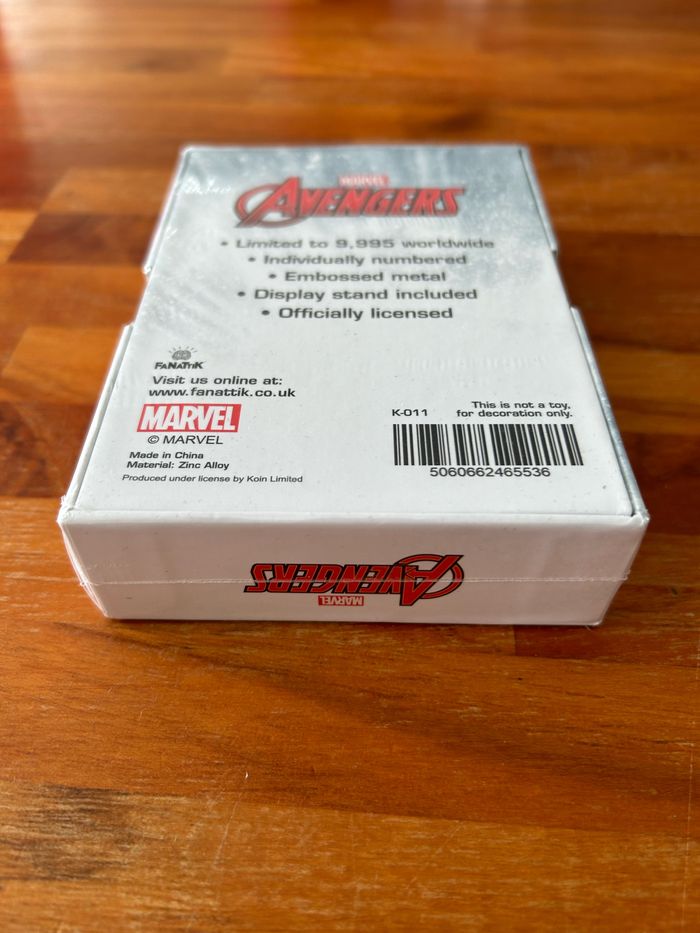 MARVEL
AVENGERS
• Limited to 9,995 worldwide
• Individually numbered
• Embossed metal
• Display stand included
• Officially licensed
FANATTIK
Visit us online at:
www.fanattik.co.uk
MARVEL
© MARVEL
Made in China
Material: Zinc Alloy
Produced under license by Koin Limited
K-011
This is not a toy,
for decoration only.
5060662465536
MARVEL
AVENGERS